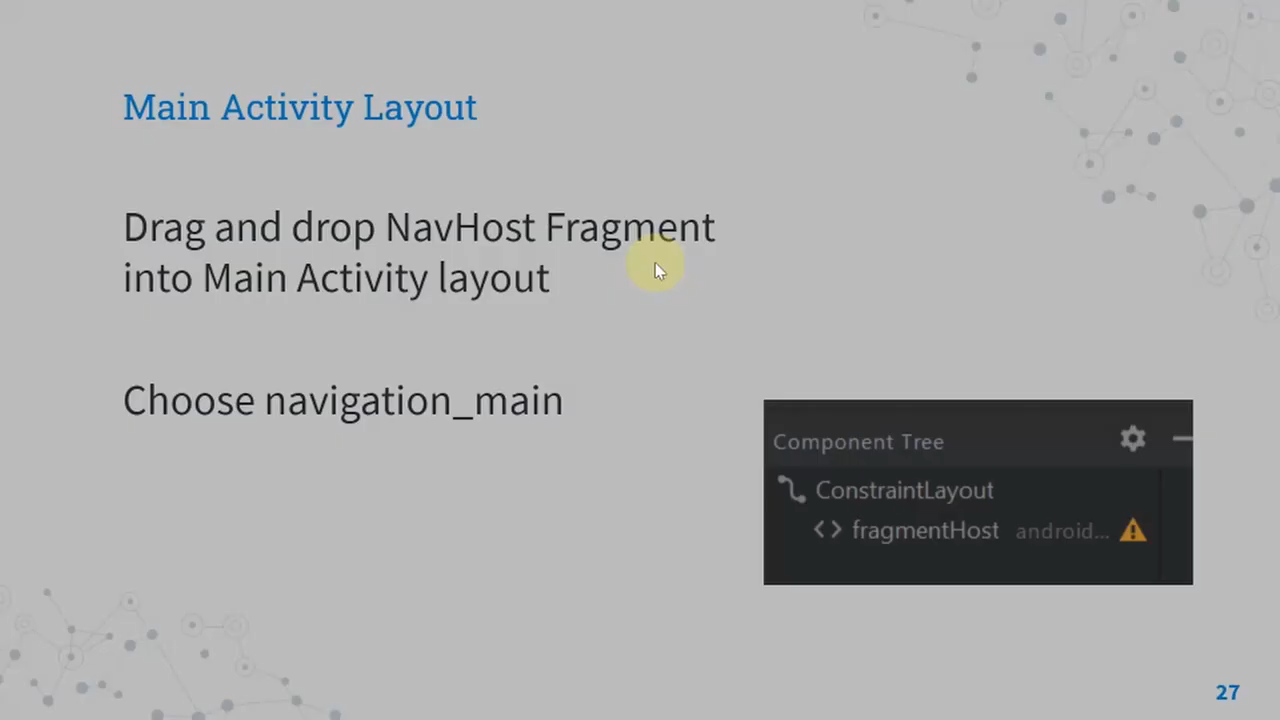 Main Activity Layout
Drag and drop NavHost Fragment
into Main Activity layout
Choose navigation_main
Component Tree
ConstraintLayout
<> fragmentHost android...
27